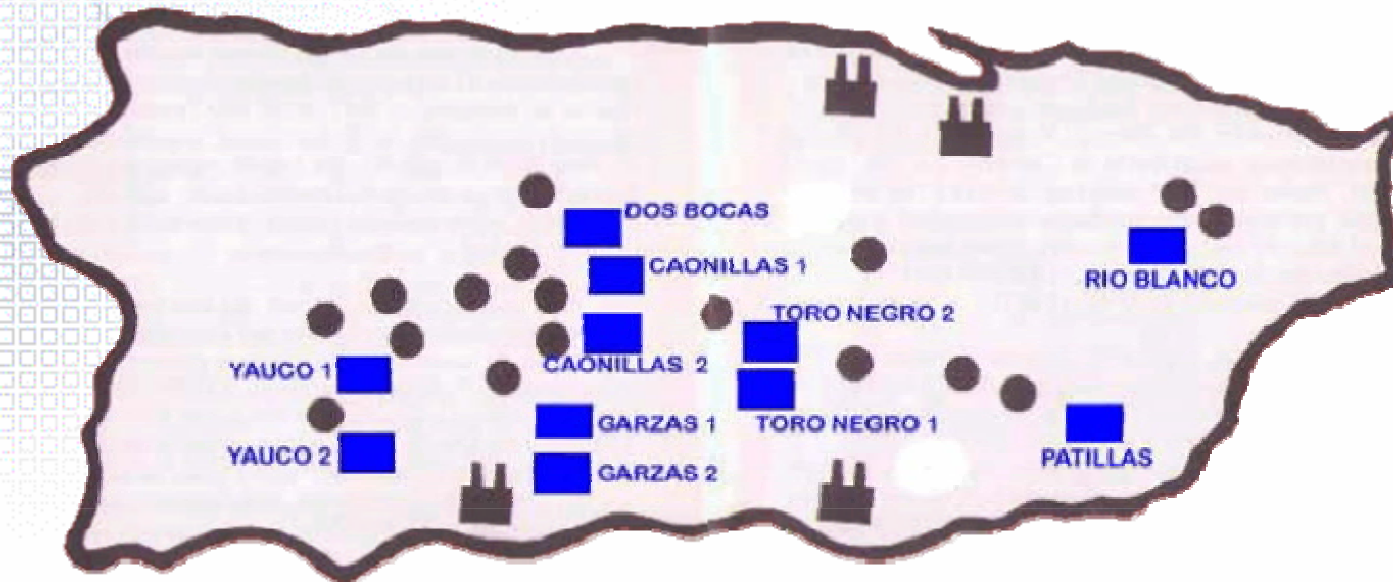 DOS BOCAS
CAONILLAS 1
RIO BLANCO
TORO NEGRO 2
YAUCO 1
CAONILLAS 2
GARZAS 1
TORO NEGRO 1
YAUCO 2
PATILLAS
GARZAS 2